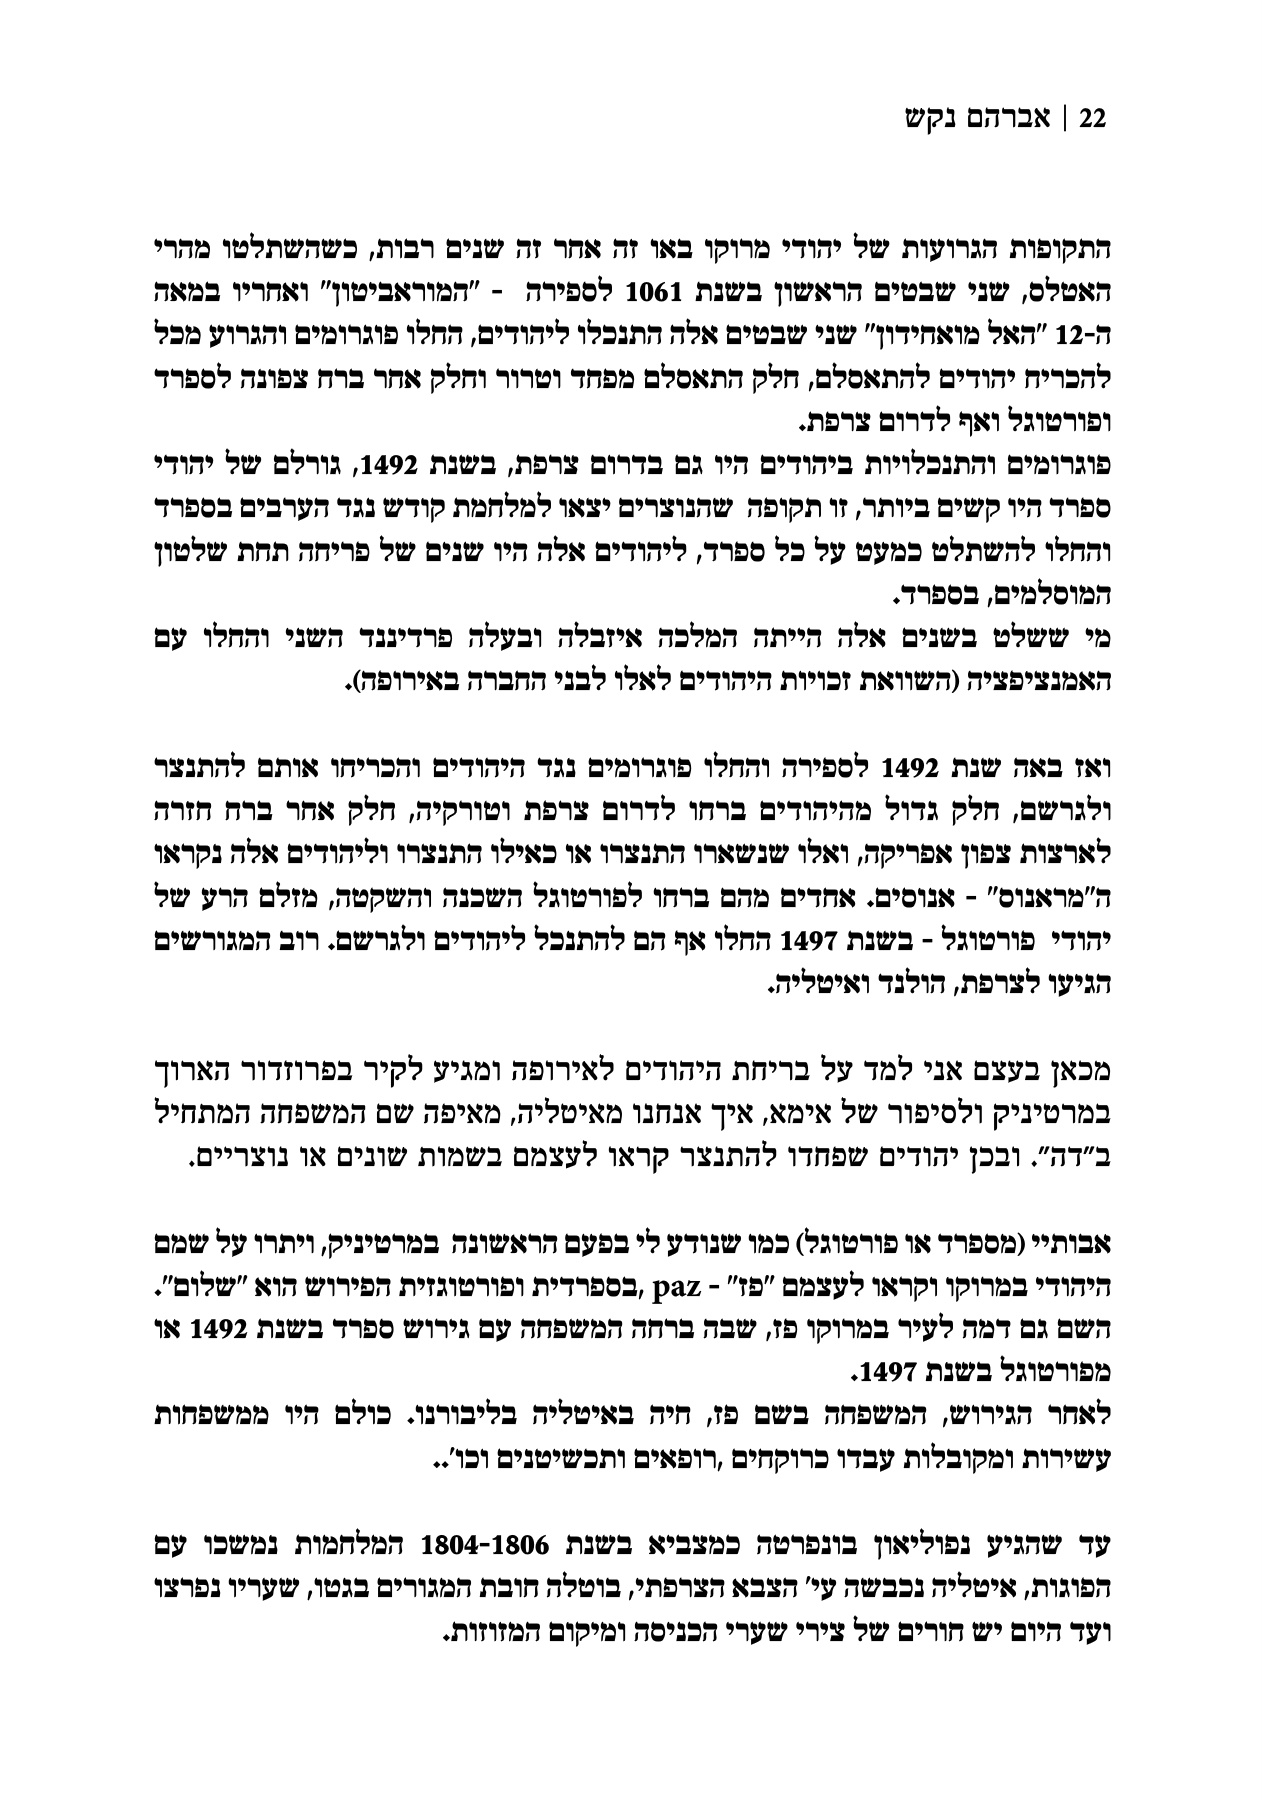 22 | אברהם נקש
התקופות הגרועות של יהודי מרוקו באו זה אחר זה שנים רבות, כשהשתלטו מהרי
האטלס, שני שבטים הראשון בשנת 1061 לספירה - "המוראביטון" ואחריו במאה
ה-12 "האל מואחידון" שני שבטים אלה התנכלו ליהודים, החלו פוגרומים והגרוע מכל
להכריח יהודים להתאסלם, חלק התאסלם מפחד וטרור וחלק אחר ברח צפונה לספרד
ופורטוגל ואף לדרום צרפת.
פוגרומים והתנכלויות ביהודים היו גם בדרום צרפת, בשנת 1492, גורלם של יהודי
ספרד היו קשים ביותר, זו תקופה שהנוצרים יצאו למלחמת קודש נגד הערבים בספרד
והחלו להשתלט כמעט על כל ספרד, ליהודים אלה היו שנים של פריחה תחת שלטון
המוסלמים, בספרד.
מי ששלט בשנים אלה הייתה המלכה איזבלה ובעלה פרדיננד השני והחלו עם
האמנציפציה (השוואת זכויות היהודים לאלו לבני החברה באירופה).
ואז באה שנת 1492 לספירה והחלו פוגרומים נגד היהודים והכריחו אותם להתנצר
ולגרשם, חלק גדול מהיהודים ברחו לדרום צרפת וטורקיה, חלק אחר ברח חזרה
לארצות צפון אפריקה, ואלו שנשארו התנצרו או כאילו התנצרו וליהודים אלה נקראו
ה"מראנוס" - אנוסים. אחדים מהם ברחו לפורטוגל השכנה והשקטה, מזלם הרע של
יהודי פורטוגל - בשנת 1497 החלו אף הם להתנכל ליהודים ולגרשם. רוב המגורשים
הגיעו לצרפת, הולנד ואיטליה.
מכאן בעצם אני למד על בריחת היהודים לאירופה ומגיע לקיר בפרוזדור הארוך
במרטיניק ולסיפור של אימא, איך אנחנו מאיטליה, מאיפה שם המשפחה המתחיל
ב"דה". ובכן יהודים שפחדו להתנצר קראו לעצמם בשמות שונים או נוצריים.
אבותיי (מספרד או פורטוגל) כמו שנודע לי בפעם הראשונה במרטיניק, ויתרו על שמם
היהודי במרוקו וקראו לעצמם "פז" - paz ,בספרדית ופורטוגזית הפירוש הוא "שלום".
השם גם דמה לעיר במרוקו פז, שבה ברחה המשפחה עם גירוש ספרד בשנת 1492 או
מפורטוגל בשנת 1497.
לאחר הגירוש, המשפחה בשם פז, חיה באיטליה בליבורנו. כולם היו ממשפחות
עשירות ומקובלות עבדו כרוקחים ,רופאים ותכשיטנים וכו'..
עד שהגיע נפוליאון בונפרטה כמצביא בשנת 1804-1806 המלחמות נמשכו עם
הפוגות, איטליה נכבשה עי' הצבא הצרפתי, בוטלה חובת המגורים בגטו, שעריו נפרצו
ועד היום יש חורים של צירי שערי הכניסה ומיקום המזוזות.